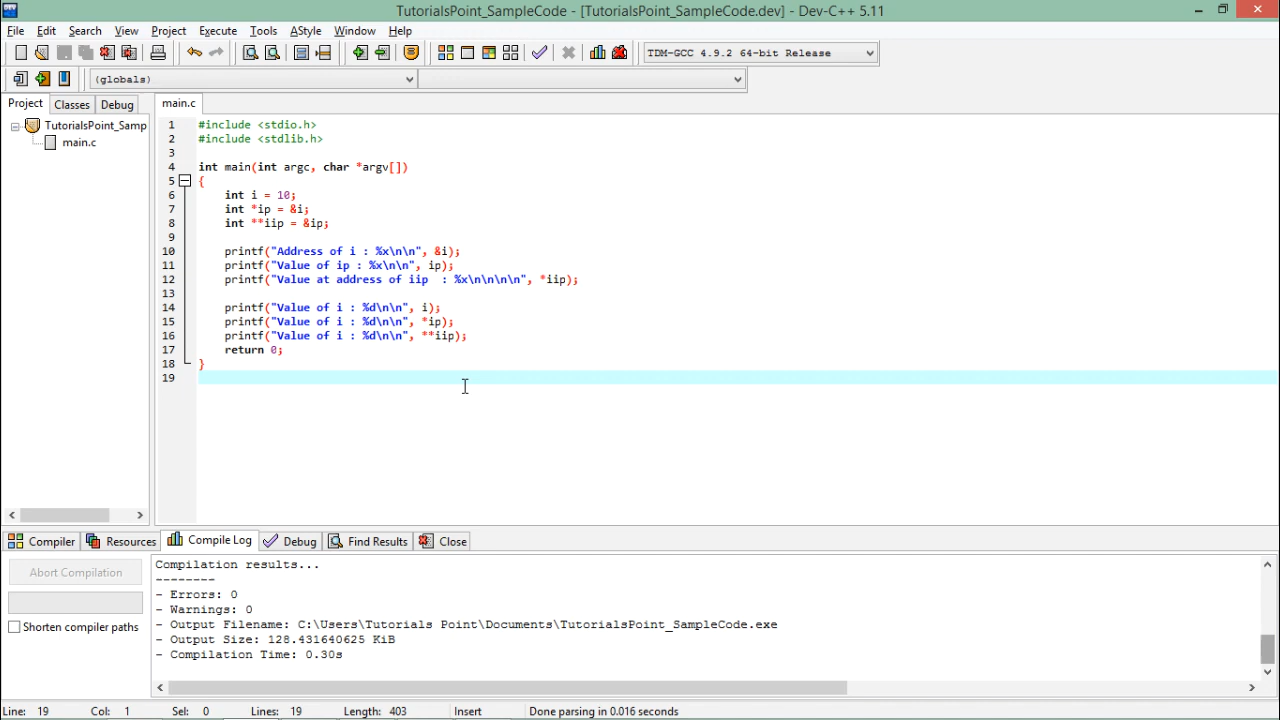 TutorialsPoint_SampleCode - [TutorialsPoint_SampleCode.dev] - Dev-C++ 5.11
File Edit Search View Project Execute Tools AStyle Window Help
TDM-GCC 4.9.2 64-bit Release
(globals)
Project Classes Debug
main.c
TutorialsPoint_Samp
main.c
1 #include <stdio.h>
2 #include <stdlib.h>
3
4 int main(int argc, char *argv[])
5 {
6 int i = 10;
7 int *ip = &i;
8 int **iip = &ip;
9
10 printf("Address of i : %x\n\n", &i);
11 printf("Value of ip : %x\n\n", ip);
12 printf("Value at address of iip  : %x\n\n\n\n", *iip);
13
14 printf("Value of i : %d\n\n", i);
15 printf("Value of i : %d\n\n", *ip);
16 printf("Value of i : %d\n\n", **iip);
17 return 0;
18 }
19
Compiler Resources Compile Log Debug Find Results Close
Abort Compilation
Shorten compiler paths
Compilation results...
--------
- Errors: 0
- Warnings: 0
- Output Filename: C:\Users\Tutorials Point\Documents\TutorialsPoint_SampleCode.exe
- Output Size: 128.431640625 KiB
- Compilation Time: 0.30s
Line: 19 Col: 1 Sel: 0 Lines: 19 Length: 403 Insert Done parsing in 0.016 seconds